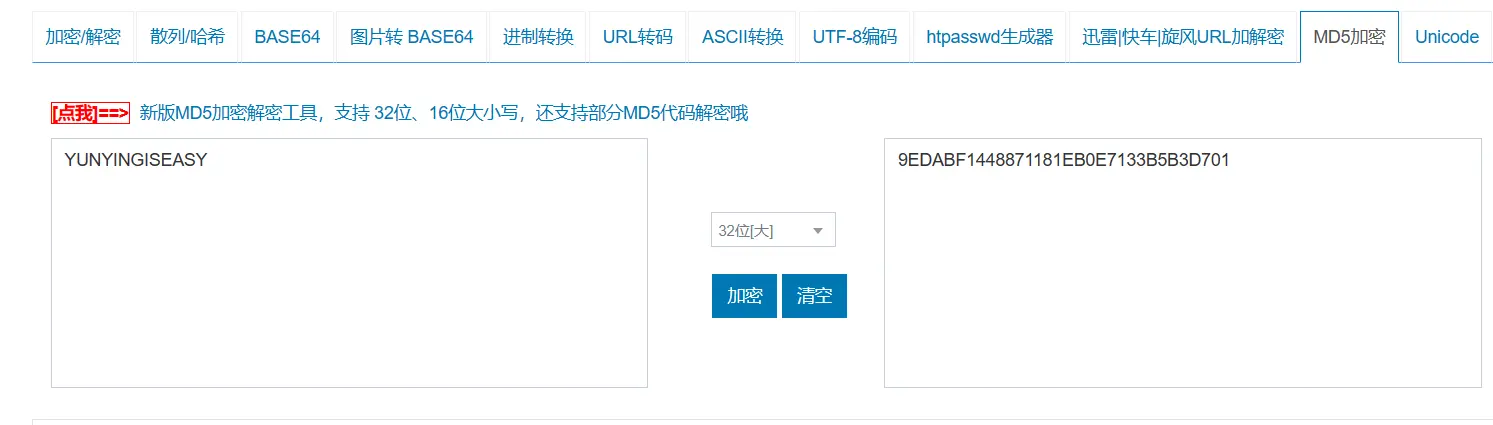 加密/解密 散列/哈希 BASE64 图片转 BASE64 进制转换 URL转码 ASCII转换 UTF-8编码 htpasswd生成器 迅雷|快车|旋风URL加解密 MD5加密 Unicode
[点我]==> 新版MD5加密解密工具，支持 32位、16位大小写，还支持部分MD5代码解密哦
YUNYINGISEASY
9EDABF1448871181EB0E7133B5B3D701
32位[大]
加密 清空